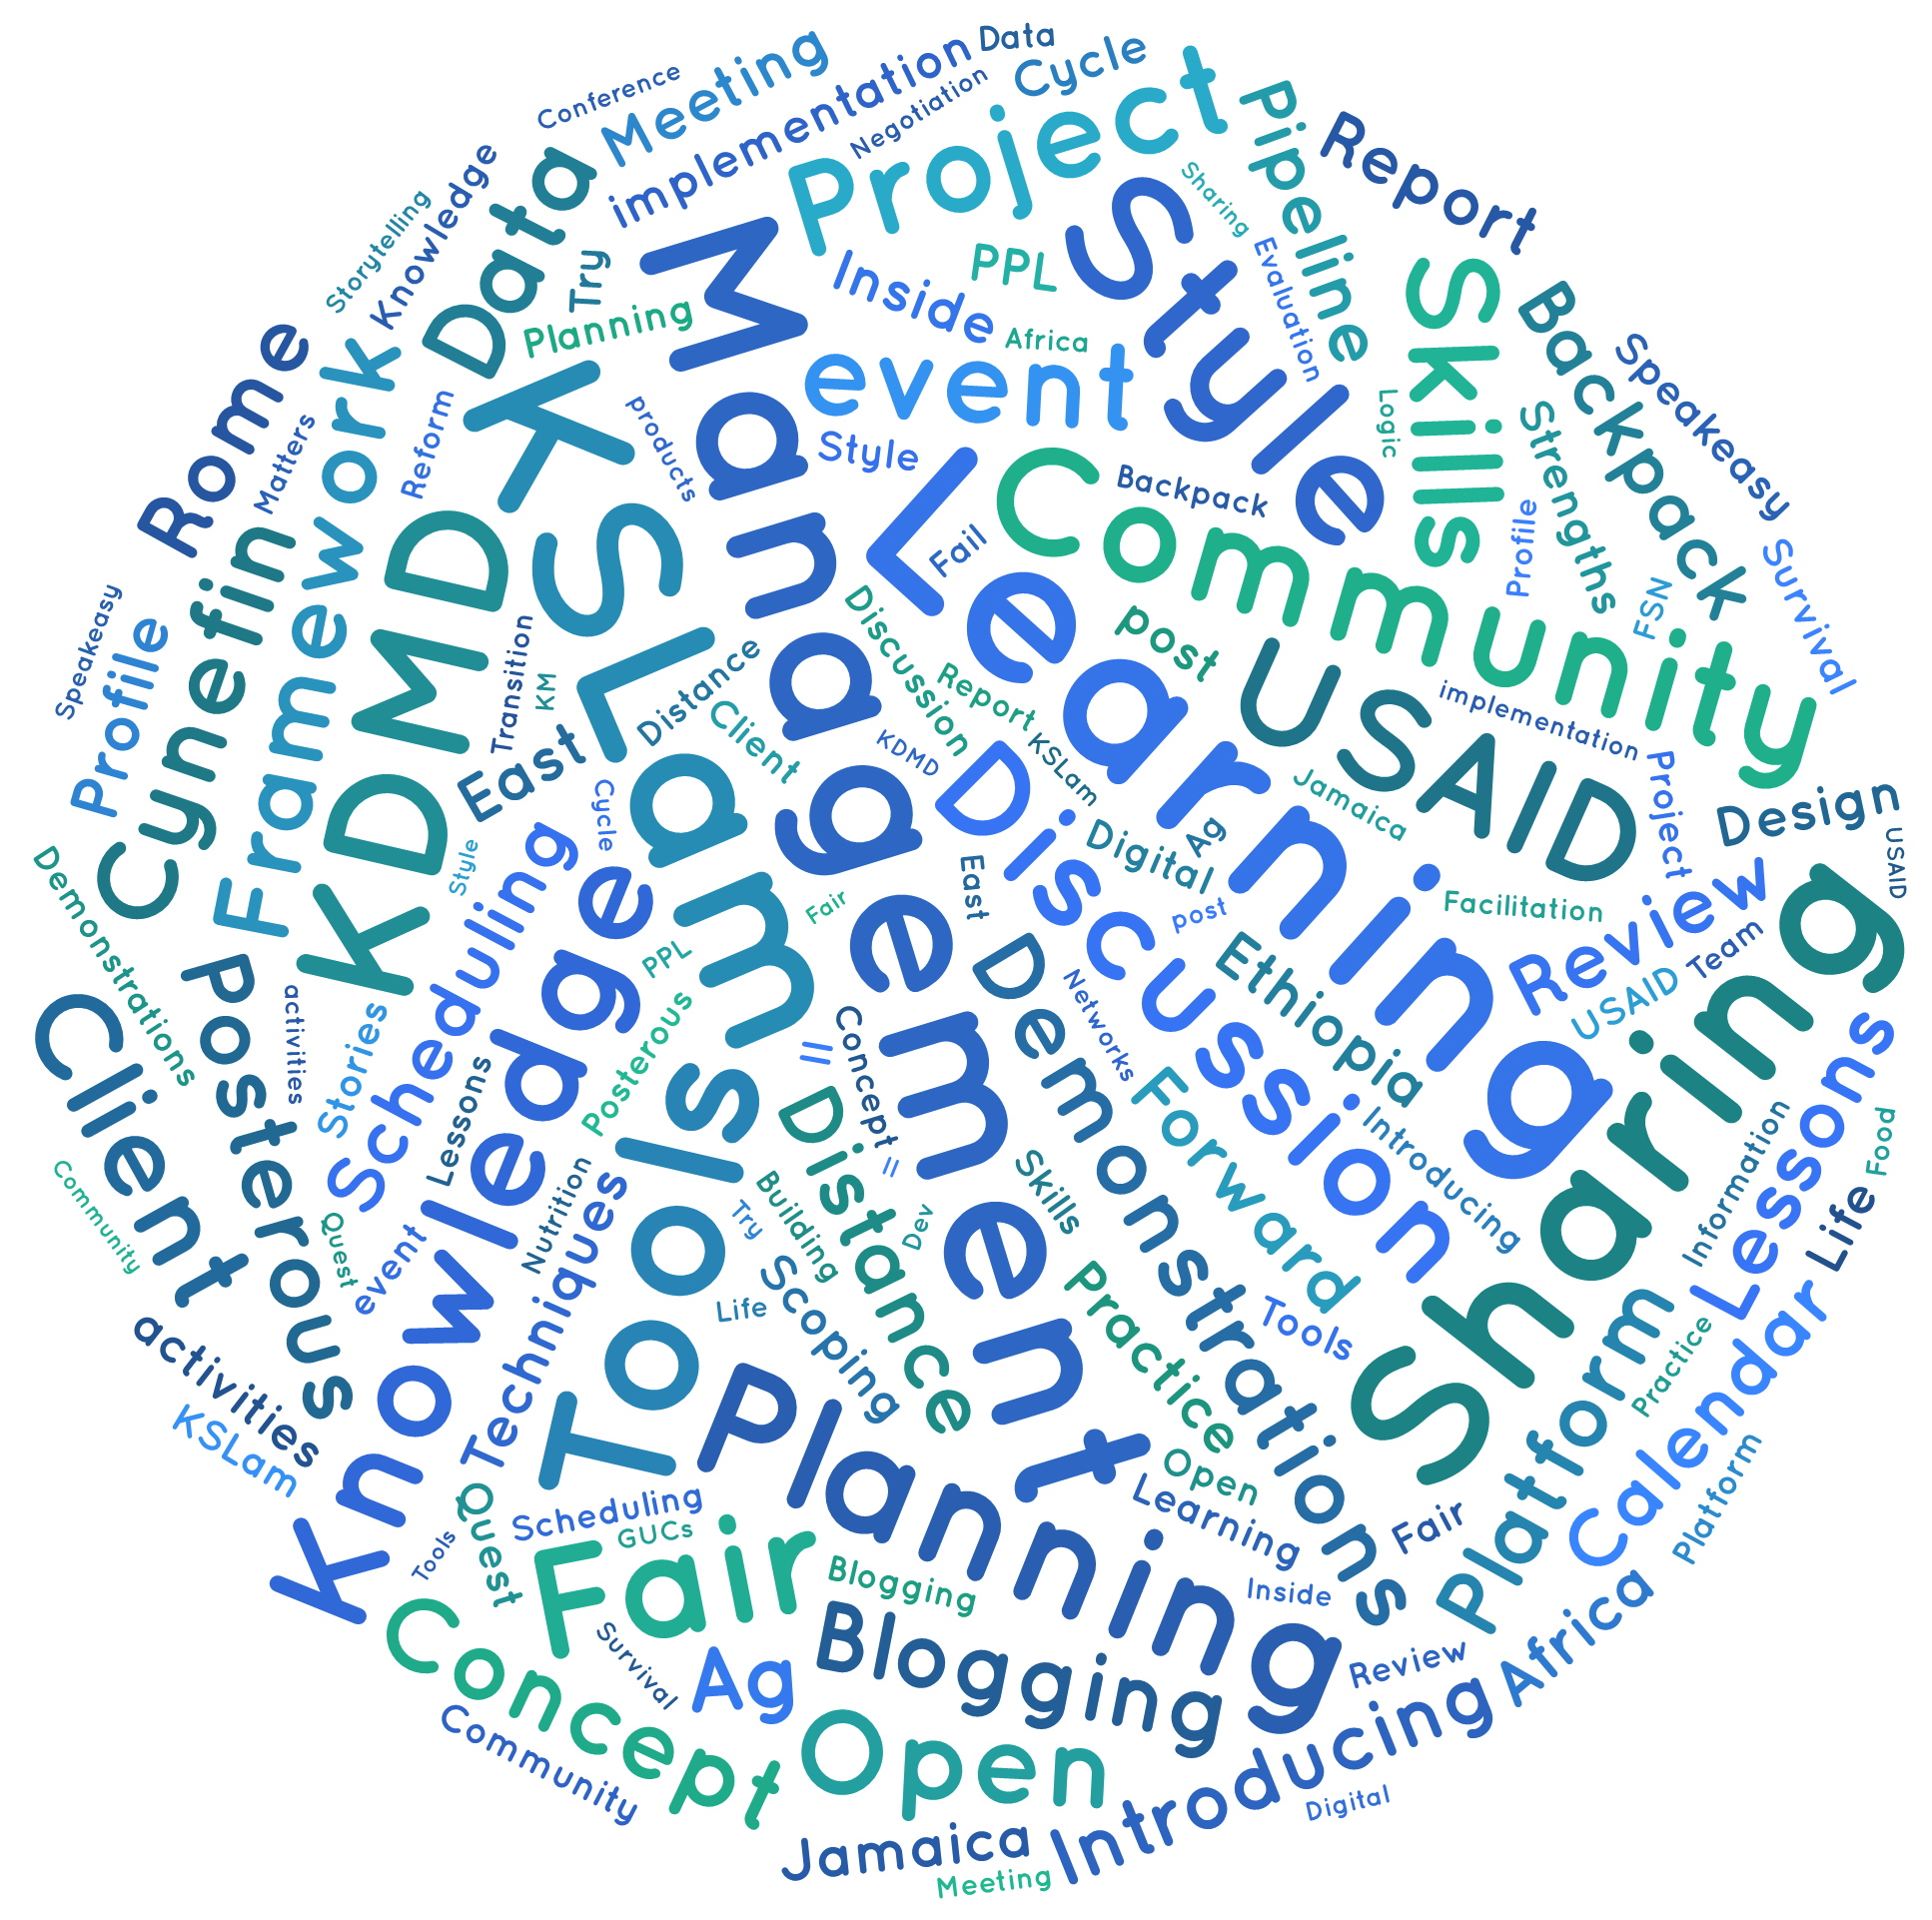 Data
Cycle
Meeting
implementation
Conference
Negotiation
Project
Pipeline
Report
Sharing
Style
Data
Knowledge
Storytelling
Try
Planning
Management
Inside
PPL
Africa
Evaluation
Skills
Backpack
Speakeasy
event
Style
Logic
Strengths
Rome
Framework
Matters
Reform
KSLam
products
Learning
Fail
Community
Backpack
Profile
FSN
Survival
Cynefin
KDMD
Transition
KM
Distance
Discussion
Report
post
USAID
implementation
Speakeasy
Profile
East
Client
KDMD
KSLam
Jamaica
Project
Design
USAID
Cycle
Style
Discussion
Digital
Ag
Facilitation
Review
Team
Sharing
Demonstrations
Scheduling
Knowledge
Fair
East
post
Ethiopia
USAID
Client
Posterous
activities
Stories
PPL
Posterous
Concept
II
Demonstrations
Networks
Forward
Introducing
Lessons
Lessons
II
Distance
Building
Dev
Skills
Information
Food
Life
Community
Quest
event
Nutrition
Techniques
Tools
Try
Life
Scoping
Practice
Tools
Platform
Practice
Calendar
activities
KSLam
Planning
Open
Learning
Fair
Platform
Quest
Scheduling
GUCs
Tools
Fair
Blogging
Inside
Africa
Concept
Survival
Ag
Blogging
Review
Community
Open
Introducing
Digital
Jamaica
Meeting